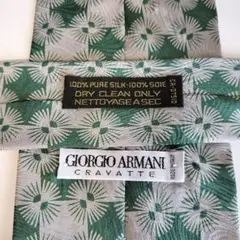 100% PURE SILK-100% SOIE
DRY CLEAN ONLY
NETTOYAGE A SEC
GIORGIO ARMANI
CRAVATTE